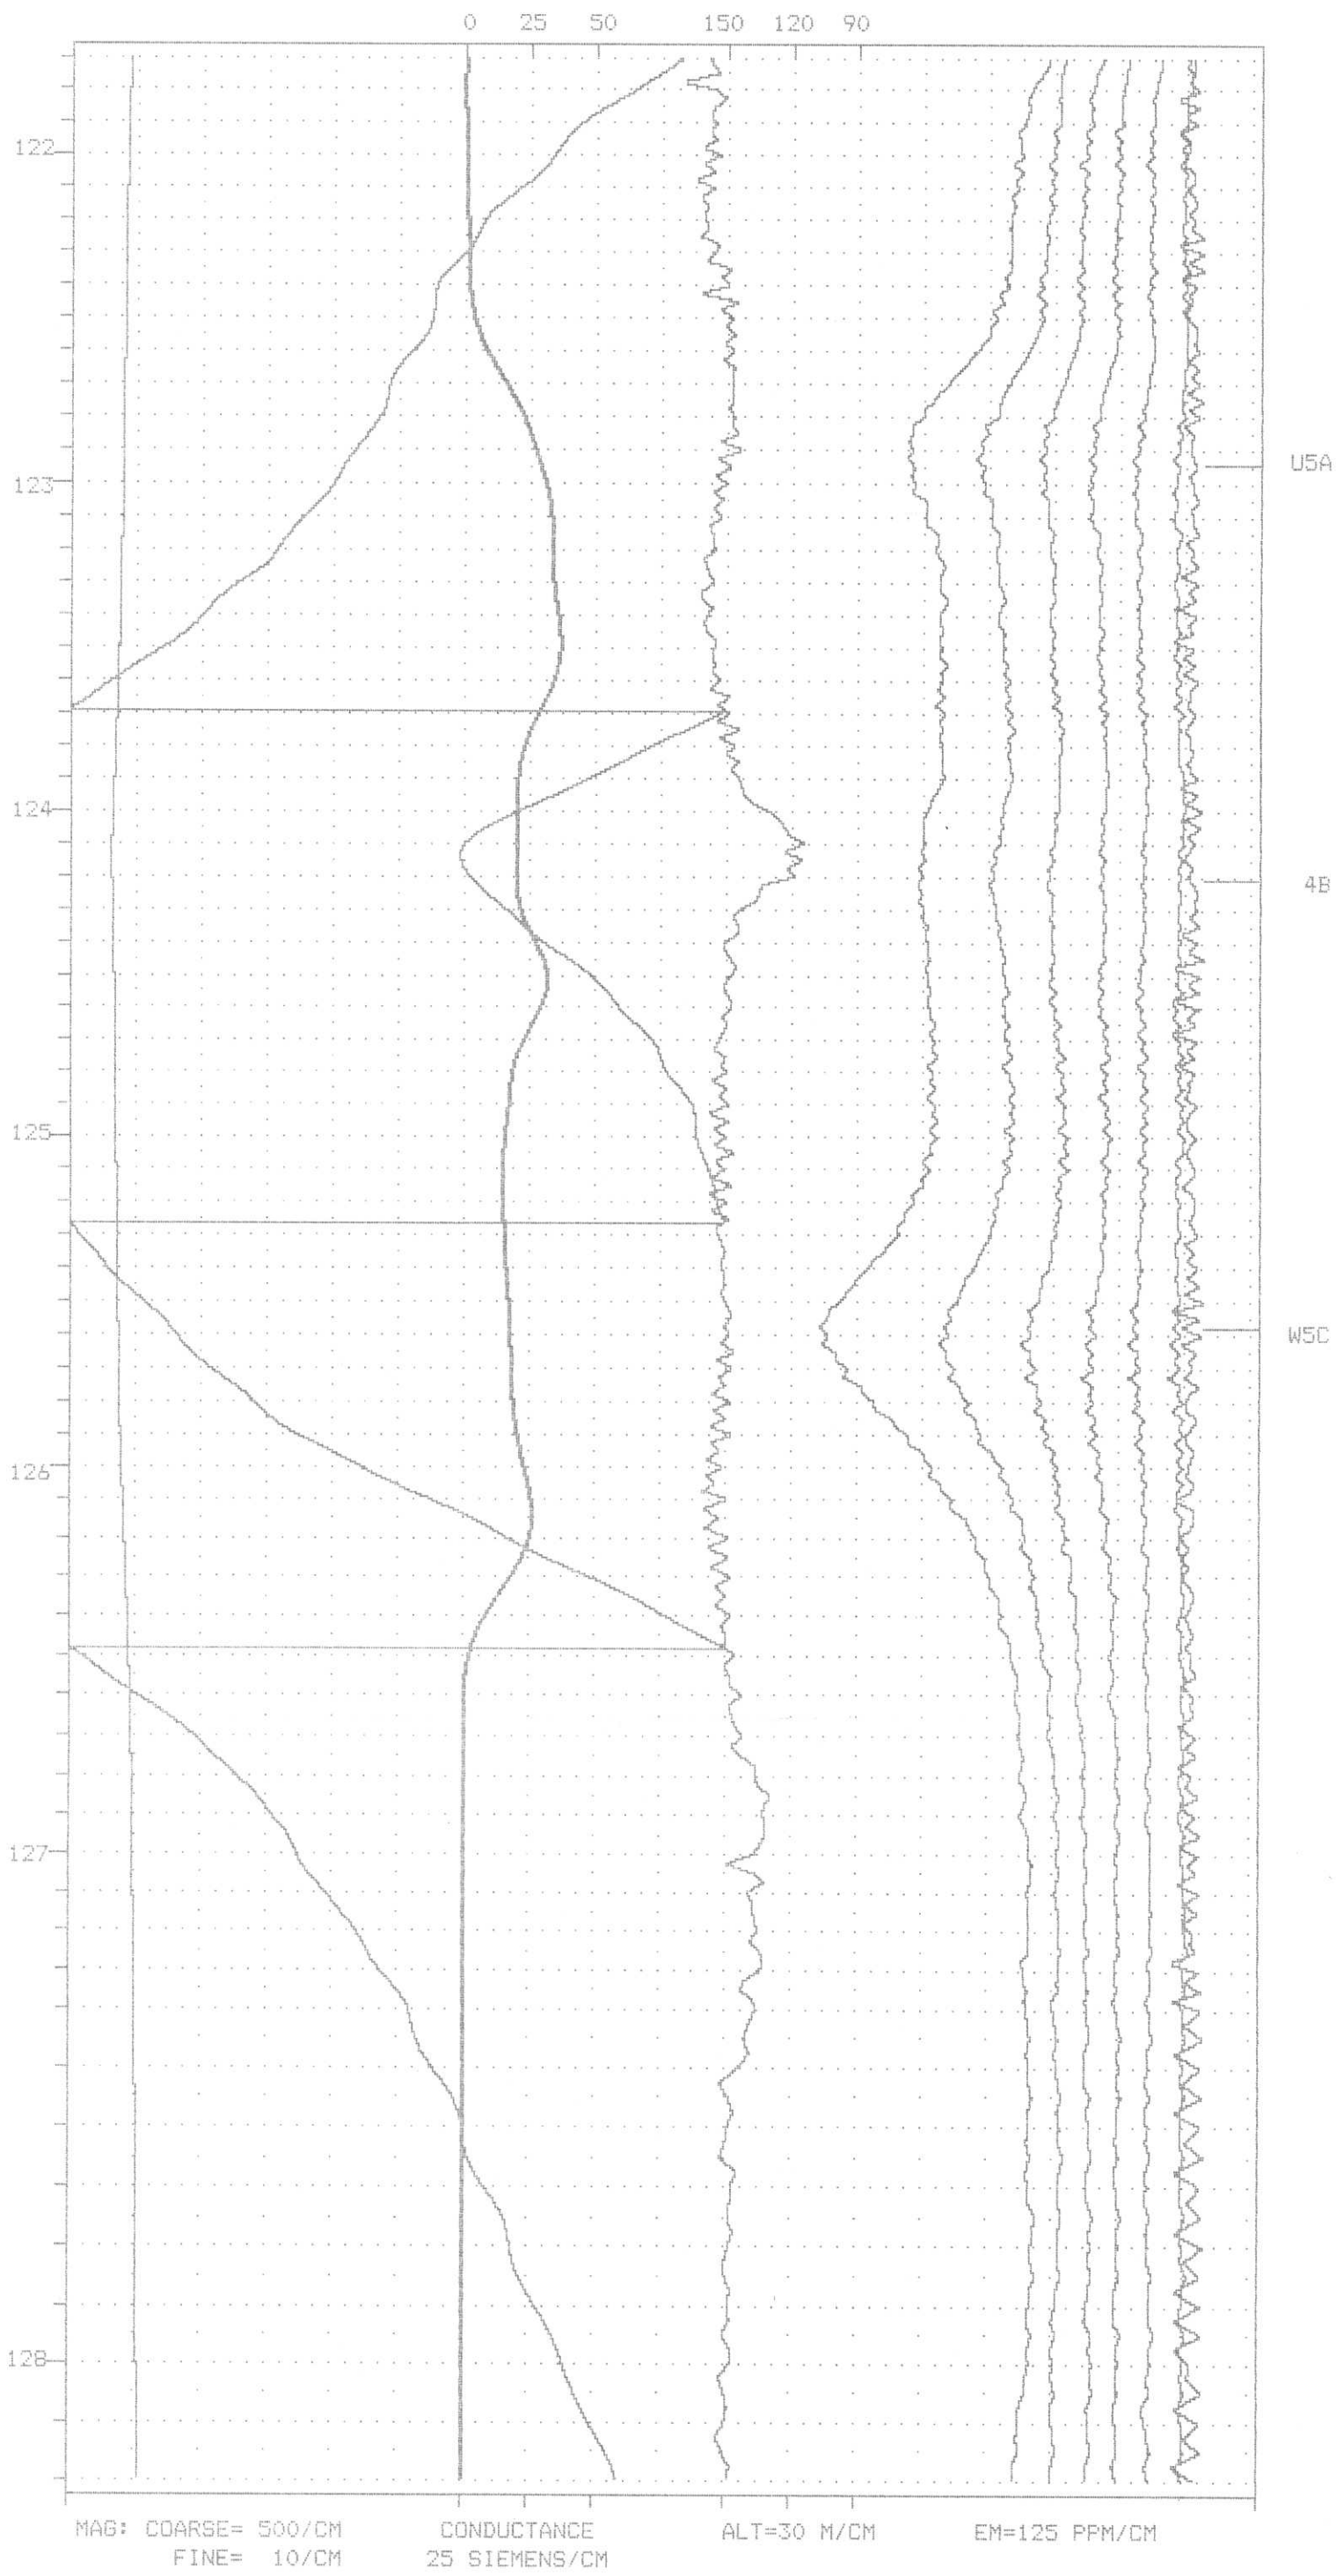 0 25 50 150 120 90
122
123
U5A
124
4B
125
W5C
126
127
128
MAG: COARSE= 500/CM CONDUCTANCE ALT=30 M/CM EM=125 PPM/CM
FINE= 10/CM 25 SIEMENS/CM